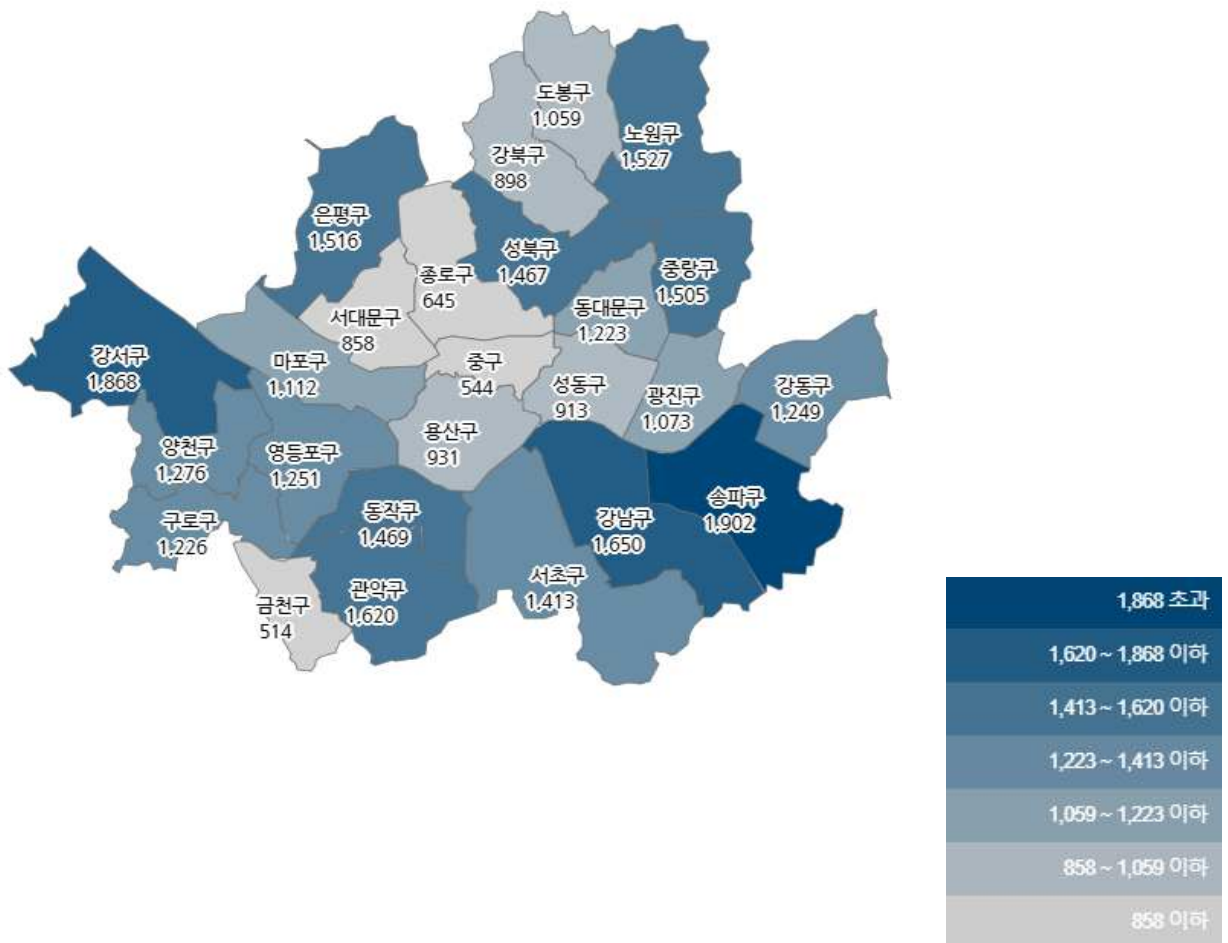 도봉구
1,059
노원구
1,527
강북구
898
은평구
1,516
성북구
1,467
중랑구
1,505
종로구
645
동대문구
1,223
서대문구
858
강서구
1,868
마포구
1,112
중구
544
성동구
913
광진구
1,073
강동구
1,249
용산구
931
양천구
1,276
영등포구
1,251
동작구
1,469
강남구
1,650
송파구
1,902
구로구
1,226
서초구
1,413
관악구
1,620
금천구
514
1,868 초과
1,620 ~ 1,868 이하
1,413 ~ 1,620 이하
1,223 ~ 1,413 이하
1,059 ~ 1,223 이하
858 ~ 1,059 이하
858 이하